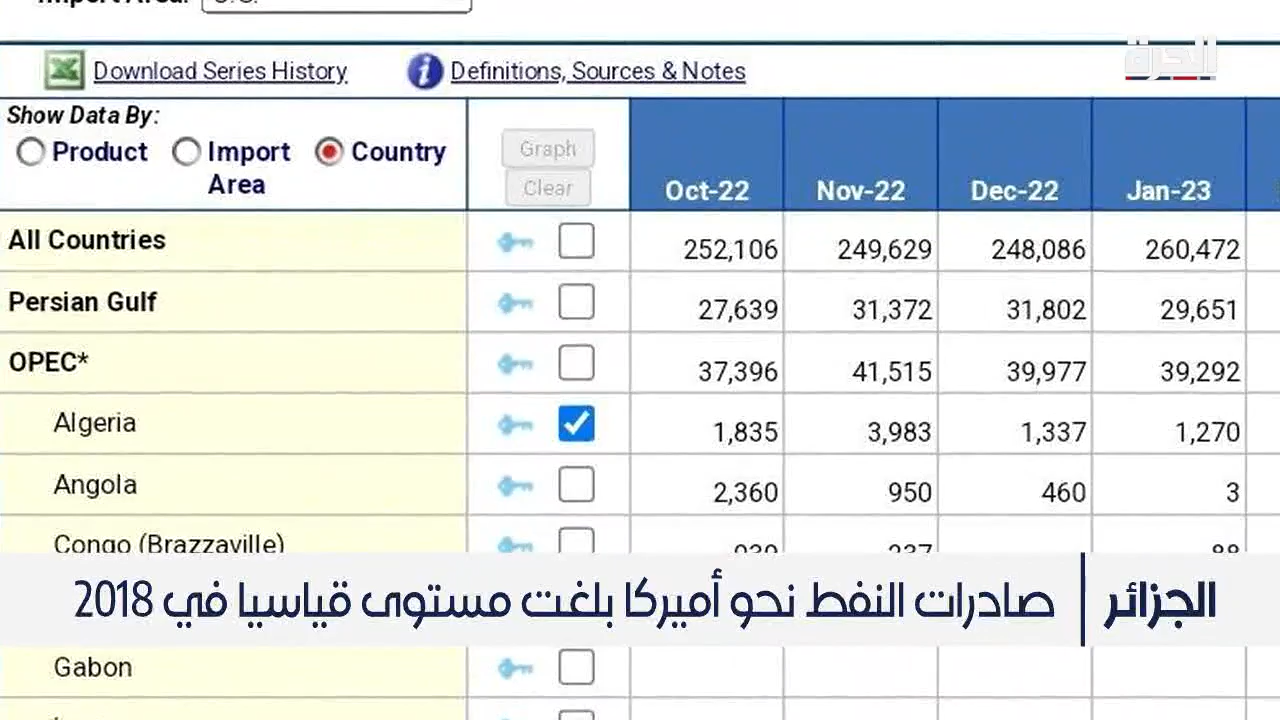 Import Area:
Download Series History Definitions, Sources & Notes
الحرة
Show Data By:
Product Import Area Country
Graph
Clear
Oct-22 Nov-22 Dec-22 Jan-23
All Countries 252,106 249,629 248,086 260,472
Persian Gulf 27,639 31,372 31,802 29,651
OPEC* 37,396 41,515 39,977 39,292
Algeria 1,835 3,983 1,337 1,270
Angola 2,360 950 460 3
Congo (Brazzaville)
الجزائر صادرات النفط نحو أميركا بلغت مستوى قياسيا في 2018
Gabon